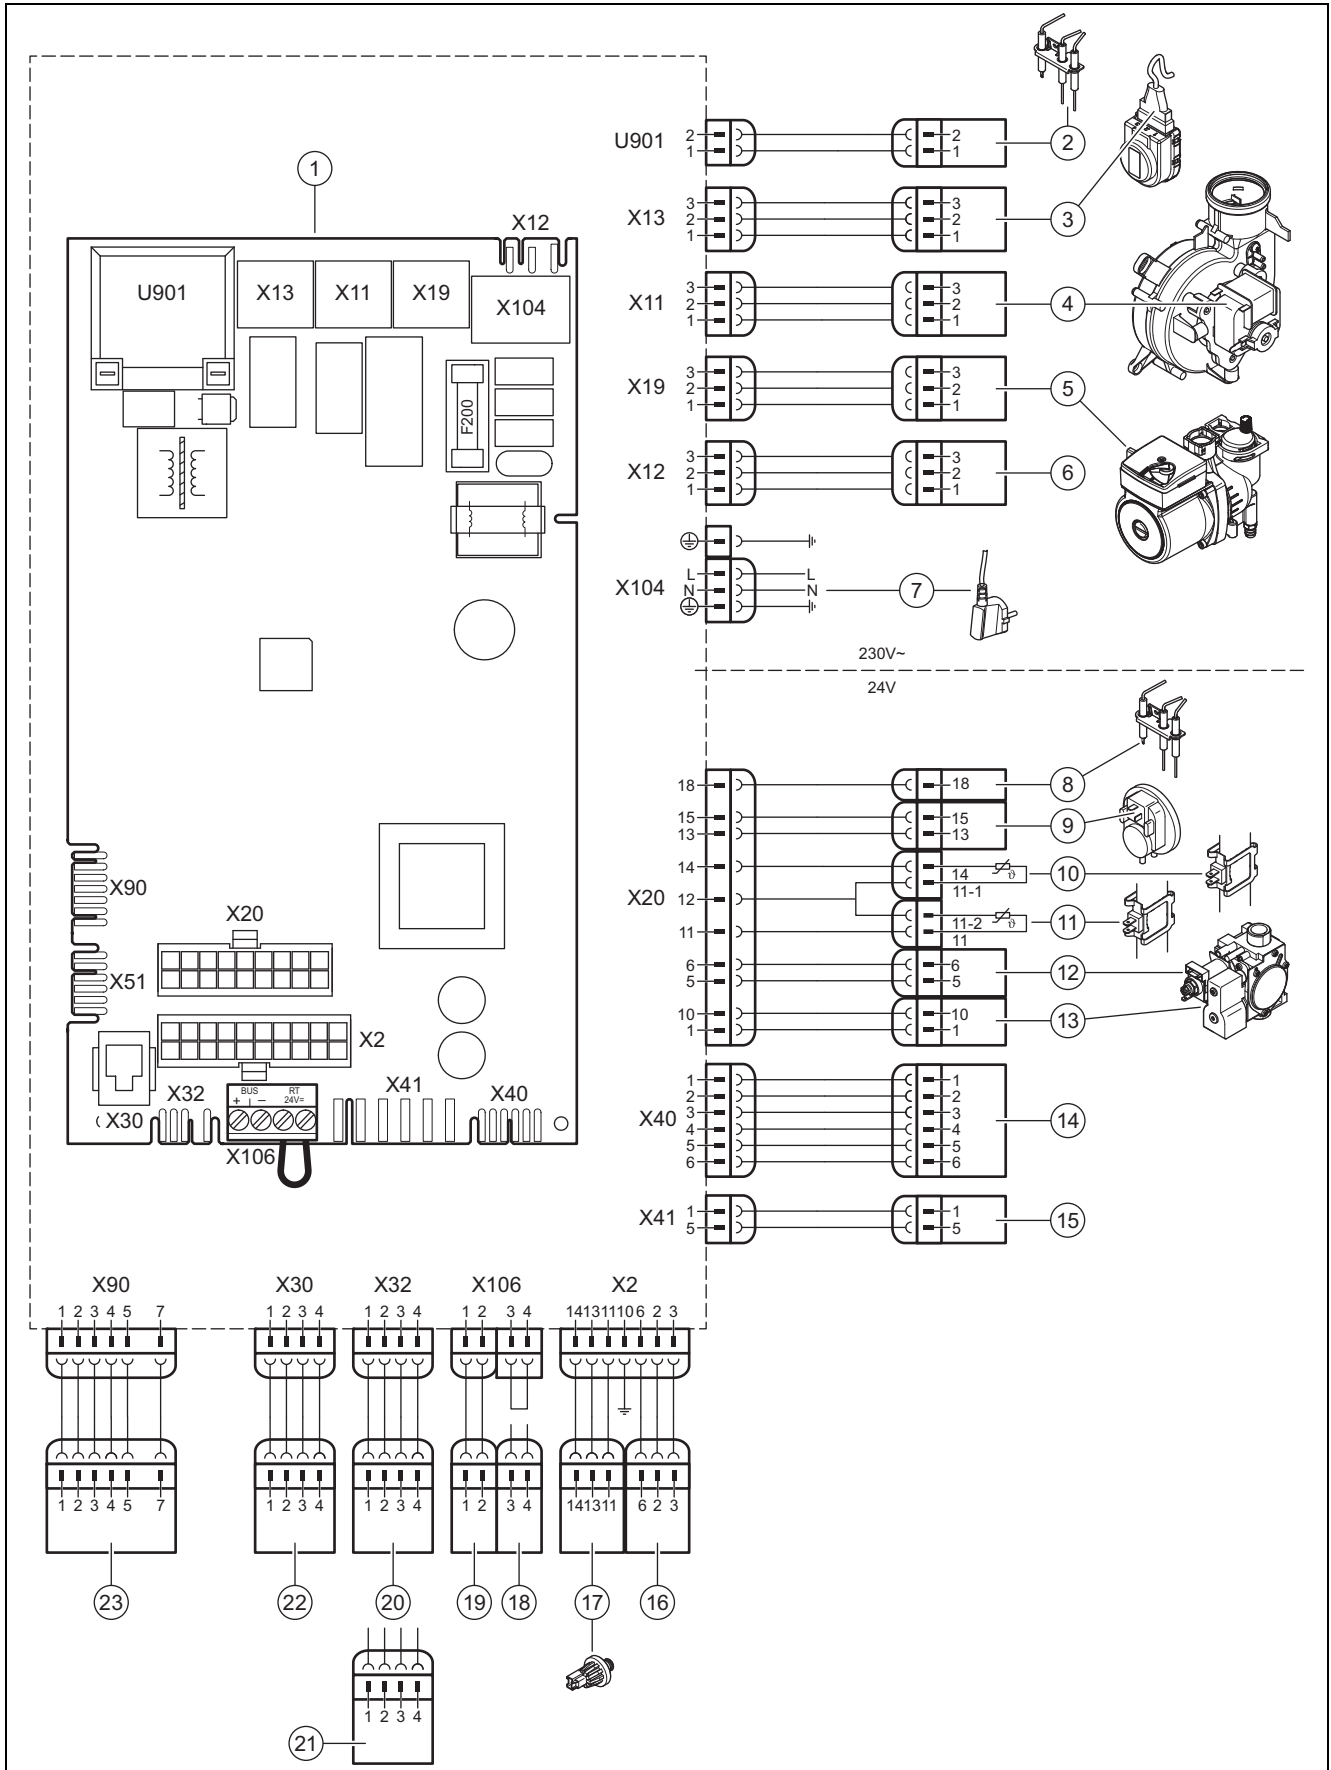 1
X12
U901
X13
X11
X19
X104
F200
X90
X20
X51
X2
X32
BUS
RT
24V=
+
−
X41
X40
X30
X106
U901
2
1
2
1
2
X13
3
2
1
3
2
1
3
X11
3
2
1
3
2
1
4
X19
3
2
1
3
2
1
5
X12
3
2
1
3
2
1
6
X104
L
N
L
N
7
230V~
24V
X20
18
18
8
15
13
15
13
9
14
14
11-1
10
12
11
11-2
11
11
6
5
6
5
12
10
1
10
1
13
X40
1
2
3
4
5
6
1
2
3
4
5
6
14
X41
1
5
1
5
15
X90 X30 X32 X106 X2
1 2 3 4 5 7 1 2 3 4 1 2 3 4 1 2 3 4 14 13 11 10 6 2 3
1 2 3 4 5 7 1 2 3 4 1 2 3 4 1 2 3 4 14 13 11 6 2 3
23 22 20 19 18 17 16
1 2 3 4
21